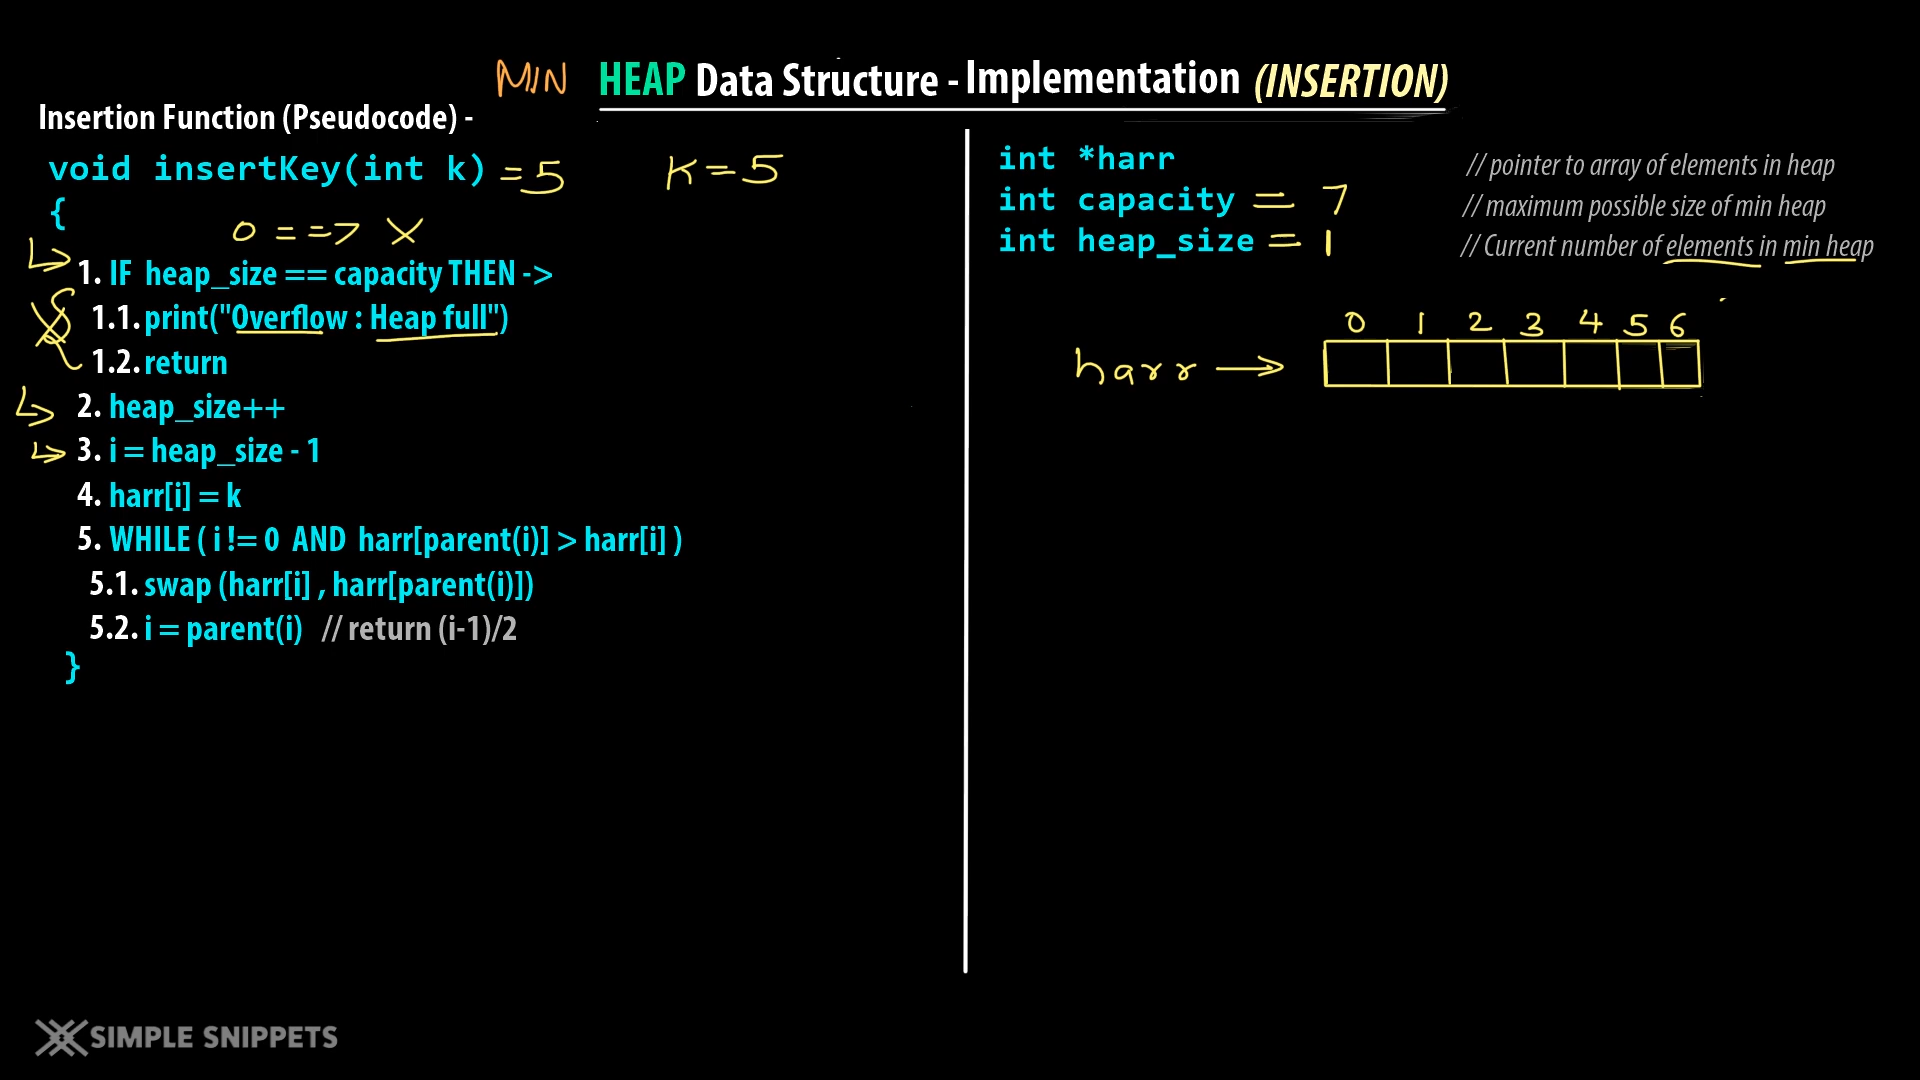 MIN HEAP Data Structure - Implementation (INSERTION)
Insertion Function (Pseudocode) -
void insertKey(int k) = 5 K = 5
{
0 = = 7 X
1. IF heap_size == capacity THEN ->
1.1. print("Overflow : Heap full")
1.2. return
2. heap_size++
3. i = heap_size - 1
4. harr[i] = k
5. WHILE ( i != 0 AND harr[parent(i)] > harr[i] )
5.1. swap (harr[i] , harr[parent(i)])
5.2. i = parent(i) // return (i-1)/2
}
int *harr // pointer to array of elements in heap
int capacity = 7 // maximum possible size of min heap
int heap_size = 1 // Current number of elements in min heap
0 1 2 3 4 5 6
harr →
SIMPLE SNIPPETS